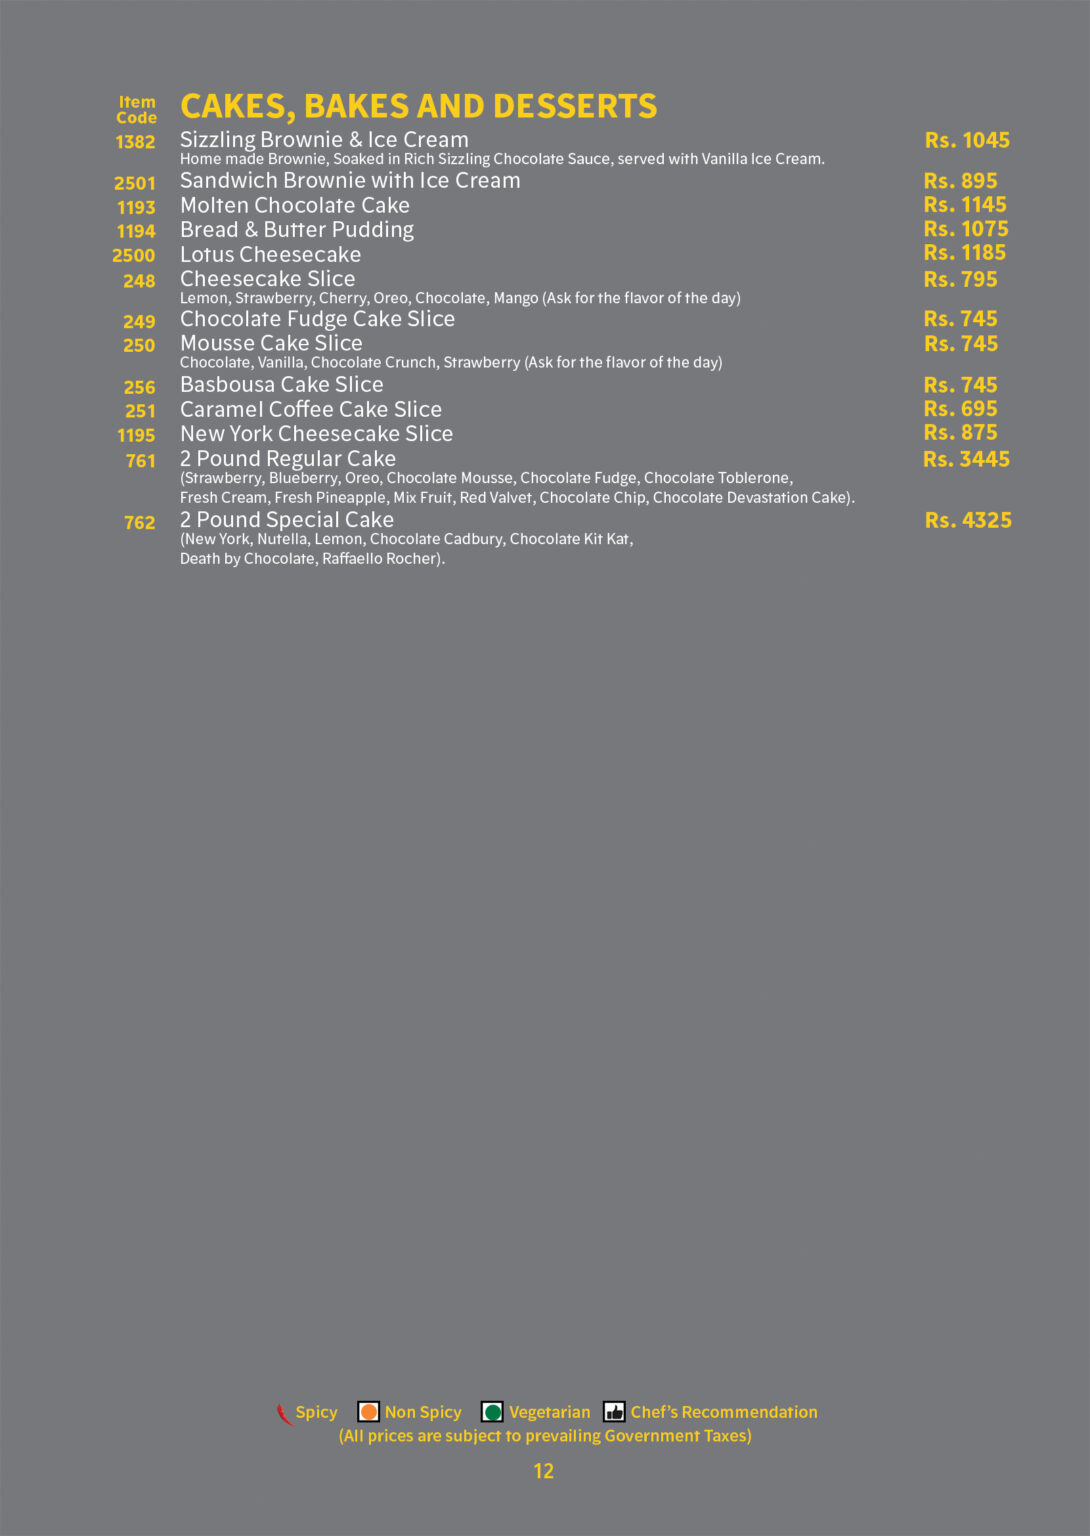 Item
Code
CAKES, BAKES AND DESSERTS
1382 Sizzling Brownie & Ice Cream Rs. 1045
Home made Brownie, Soaked in Rich Sizzling Chocolate Sauce, served with Vanilla Ice Cream.
2501 Sandwich Brownie with Ice Cream Rs. 895
1193 Molten Chocolate Cake Rs. 1145
1194 Bread & Butter Pudding Rs. 1075
2500 Lotus Cheesecake Rs. 1185
248 Cheesecake Slice Rs. 795
Lemon, Strawberry, Cherry, Oreo, Chocolate, Mango (Ask for the flavor of the day)
249 Chocolate Fudge Cake Slice Rs. 745
250 Mousse Cake Slice Rs. 745
Chocolate, Vanilla, Chocolate Crunch, Strawberry (Ask for the flavor of the day)
256 Basbousa Cake Slice Rs. 745
251 Caramel Coffee Cake Slice Rs. 695
1195 New York Cheesecake Slice Rs. 875
761 2 Pound Regular Cake Rs. 3445
(Strawberry, Blueberry, Oreo, Chocolate Mousse, Chocolate Fudge, Chocolate Toblerone,
Fresh Cream, Fresh Pineapple, Mix Fruit, Red Valvet, Chocolate Chip, Chocolate Devastation Cake).
762 2 Pound Special Cake Rs. 4325
(New York, Nutella, Lemon, Chocolate Cadbury, Chocolate Kit Kat,
Death by Chocolate, Raffaello Rocher).
Spicy Non Spicy Vegetarian Chef's Recommendation
(All prices are subject to prevailing Government Taxes)
12